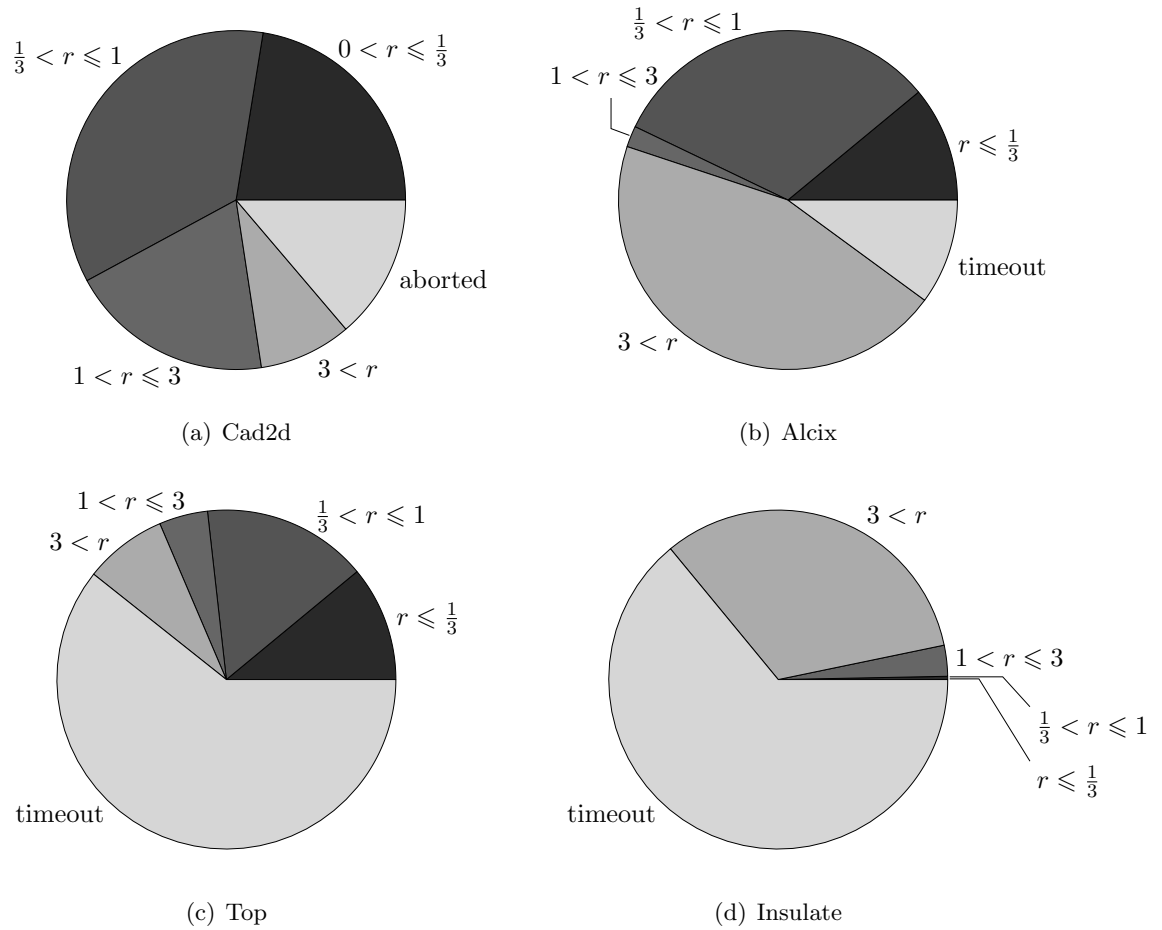 1/3 < r ⩽ 1
0 < r ⩽ 1/3
1 < r ⩽ 3
3 < r
aborted
(a) Cad2d
1/3 < r ⩽ 1
1 < r ⩽ 3
r ⩽ 1/3
timeout
3 < r
(b) Alcix
1 < r ⩽ 3
1/3 < r ⩽ 1
3 < r
r ⩽ 1/3
timeout
(c) Top
3 < r
1 < r ⩽ 3
1/3 < r ⩽ 1
r ⩽ 1/3
timeout
(d) Insulate